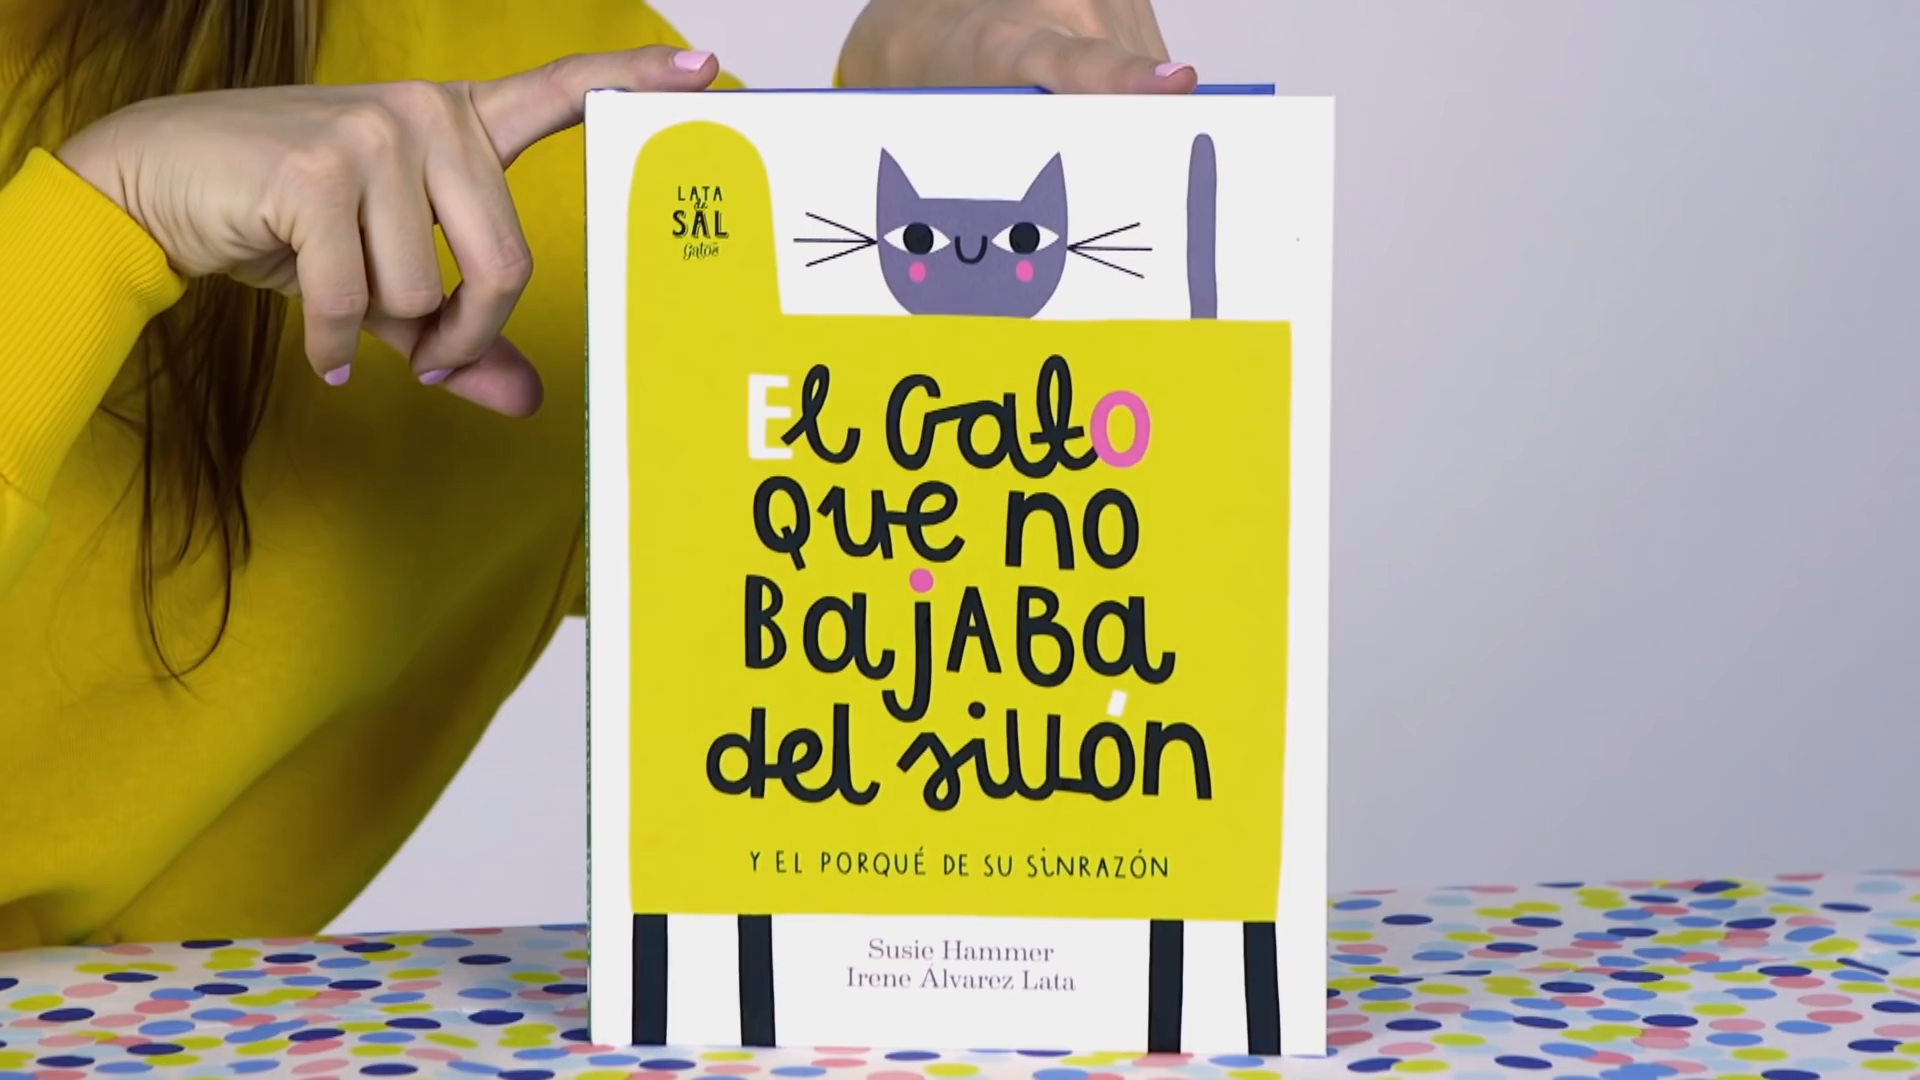 LATA
de
SAL
Gatos
El Gato
que no
BajABa
del sillón
Y EL PORQUÉ DE SU SiNRAZÓN
Susie Hammer
Irene Álvarez Lata